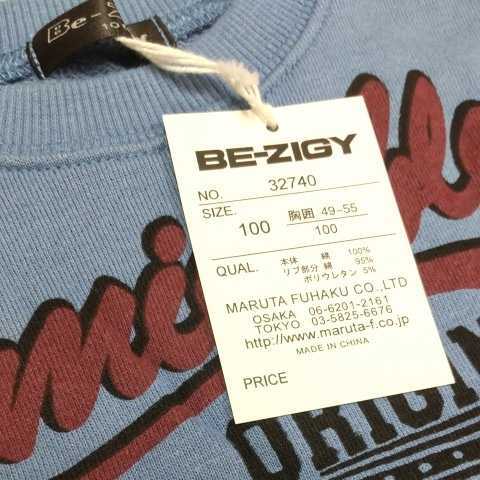 Be-
BE-ZIGY
NO. 32740
SIZE. 100 胸囲 49-55
100
QUAL. 本体 綿 100%
リブ部分 綿 95%
ポリウレタン 5%
MARUTA FUHAKU CO.,LTD
OSAKA 06-6201-2161
TOKYO 03-5825-6676
http://www.maruta-f.co.jp
MADE IN CHINA
PRICE
ORIGIN